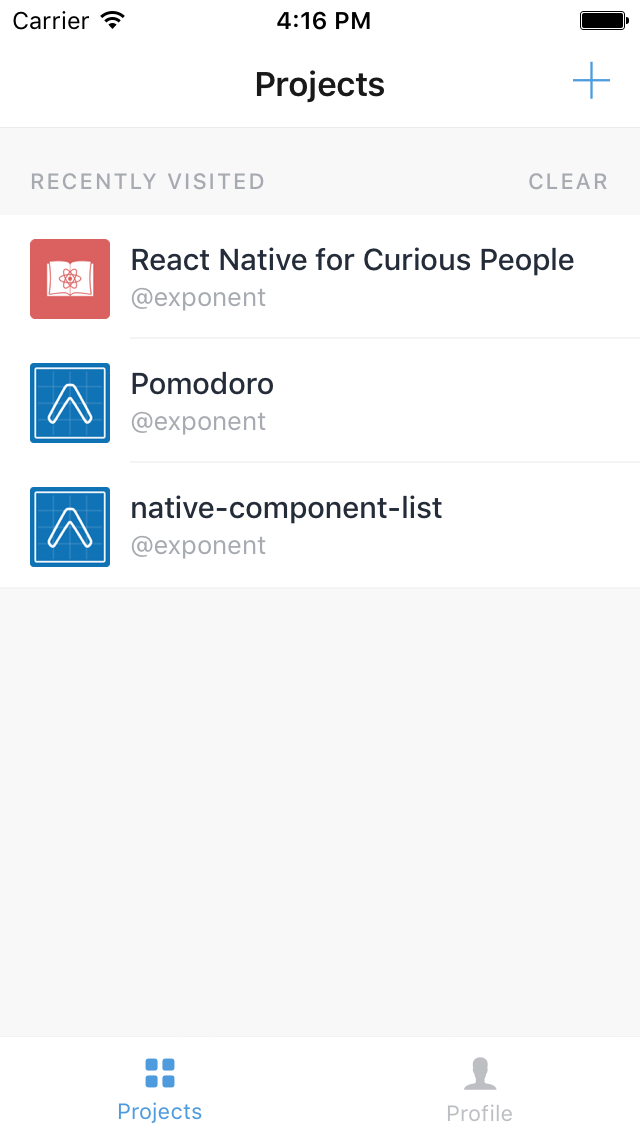 Carrier 4:16 PM
Projects
RECENTLY VISITED CLEAR
React Native for Curious People
@exponent
Pomodoro
@exponent
native-component-list
@exponent
Projects Profile